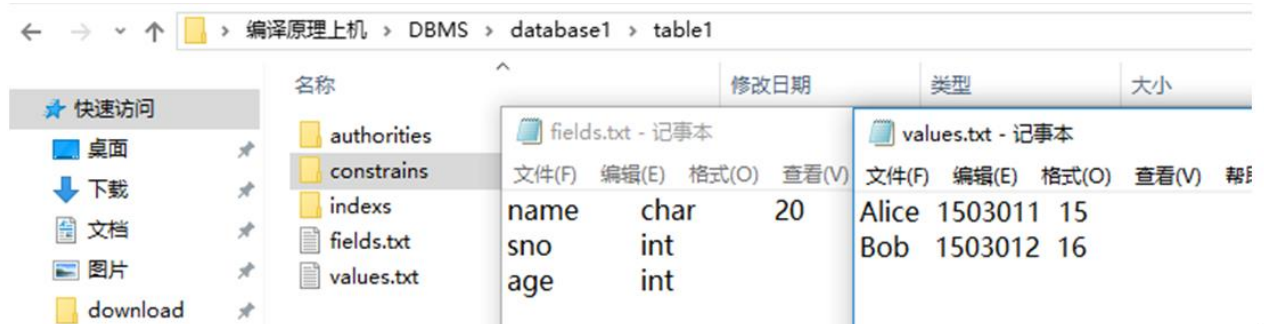 编译原理上机 > DBMS > database1 > table1
名称 修改日期 类型 大小
快速访问
桌面
下载
文档
图片
download
authorities
constrains
indexs
fields.txt
values.txt
fields.txt - 记事本
文件(F) 编辑(E) 格式(O) 查看(V)
name char 20
sno int
age int
values.txt - 记事本
文件(F) 编辑(E) 格式(O) 查看(V) 帮
Alice 1503011 15
Bob 1503012 16